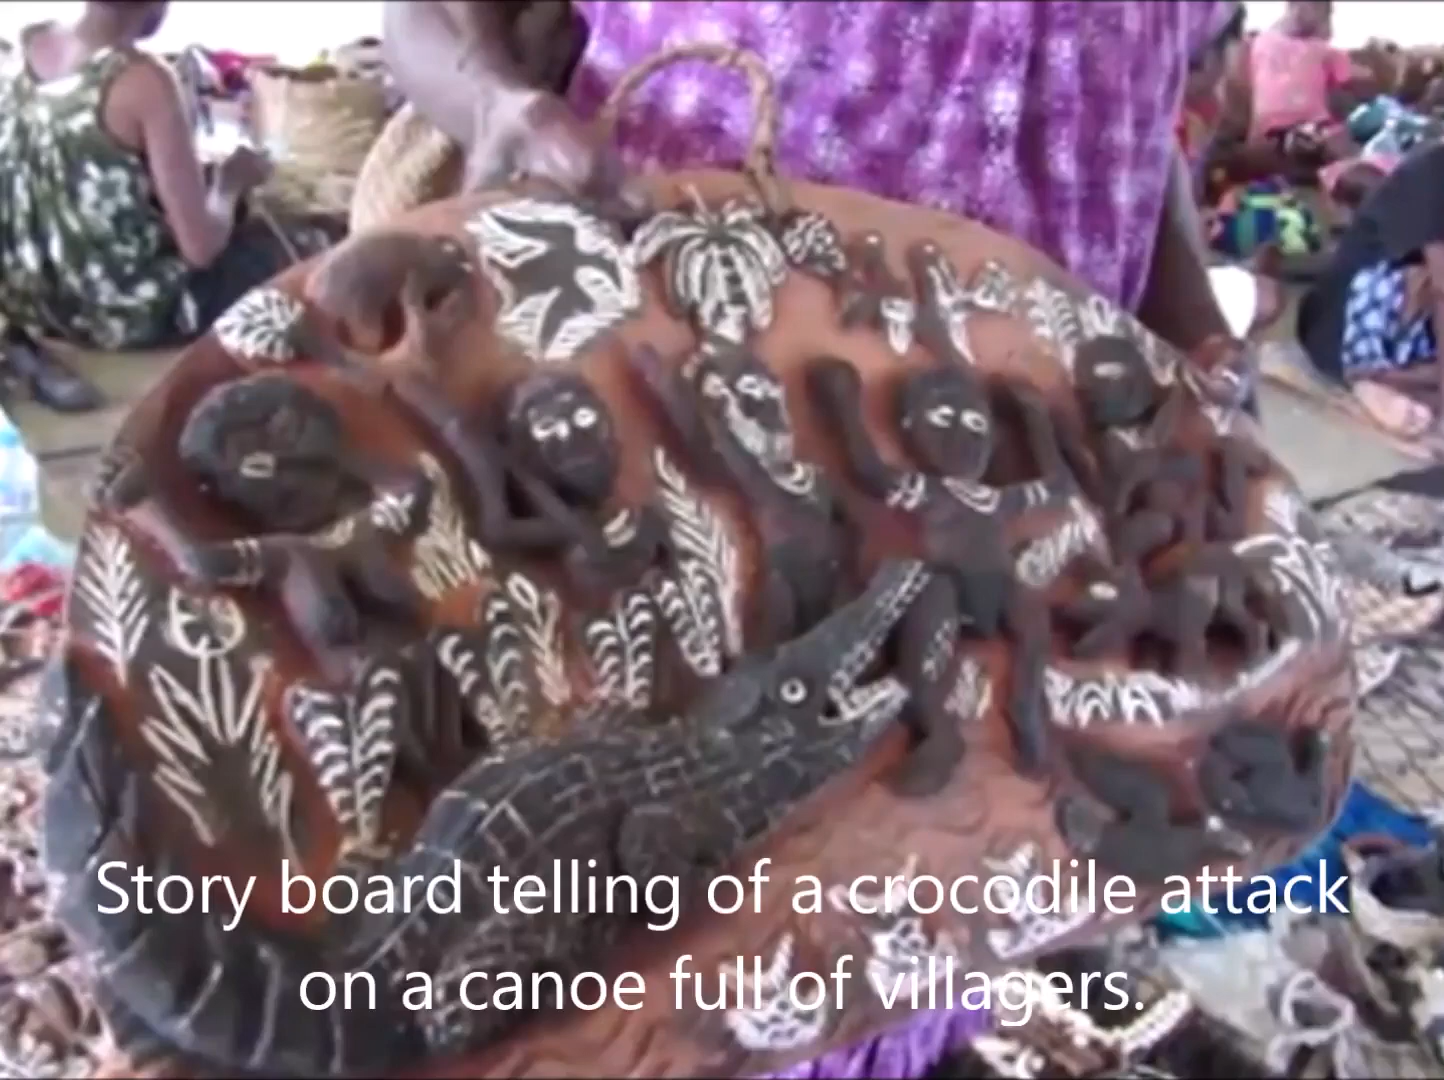 Story board telling of a crocodile attack
on a canoe full of villagers.